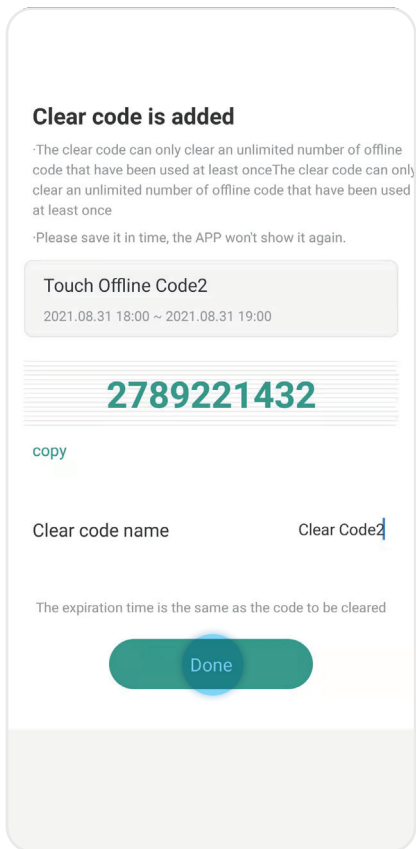 Clear code is added
·The clear code can only clear an unlimited number of offline
code that have been used at least onceThe clear code can only
clear an unlimited number of offline code that have been used
at least once
·Please save it in time, the APP won't show it again.
Touch Offline Code2
2021.08.31 18:00 ~ 2021.08.31 19:00
2789221432
copy
Clear code name Clear Code2
The expiration time is the same as the code to be cleared
Done